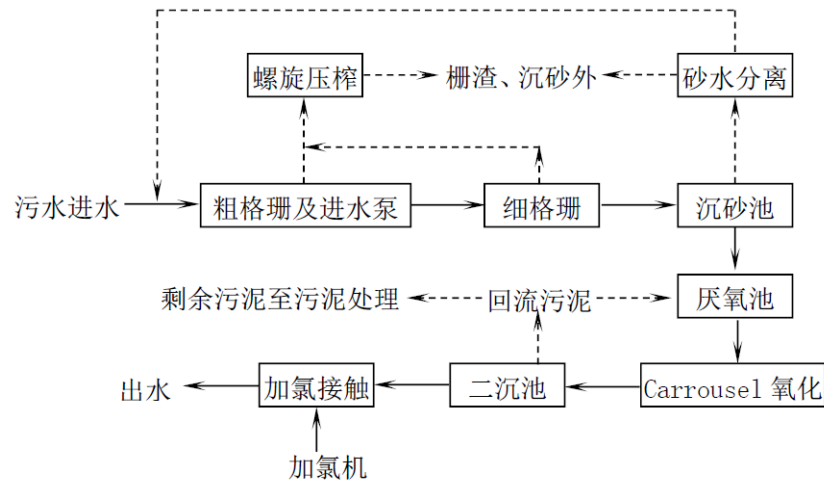 螺旋压榨
栅渣、沉砂外
砂水分离
污水进水
粗格珊及进水泵
细格珊
沉砂池
剩余污泥至污泥处理
回流污泥
厌氧池
出水
加氯接触
二沉池
Carrousel 氧化
加氯机